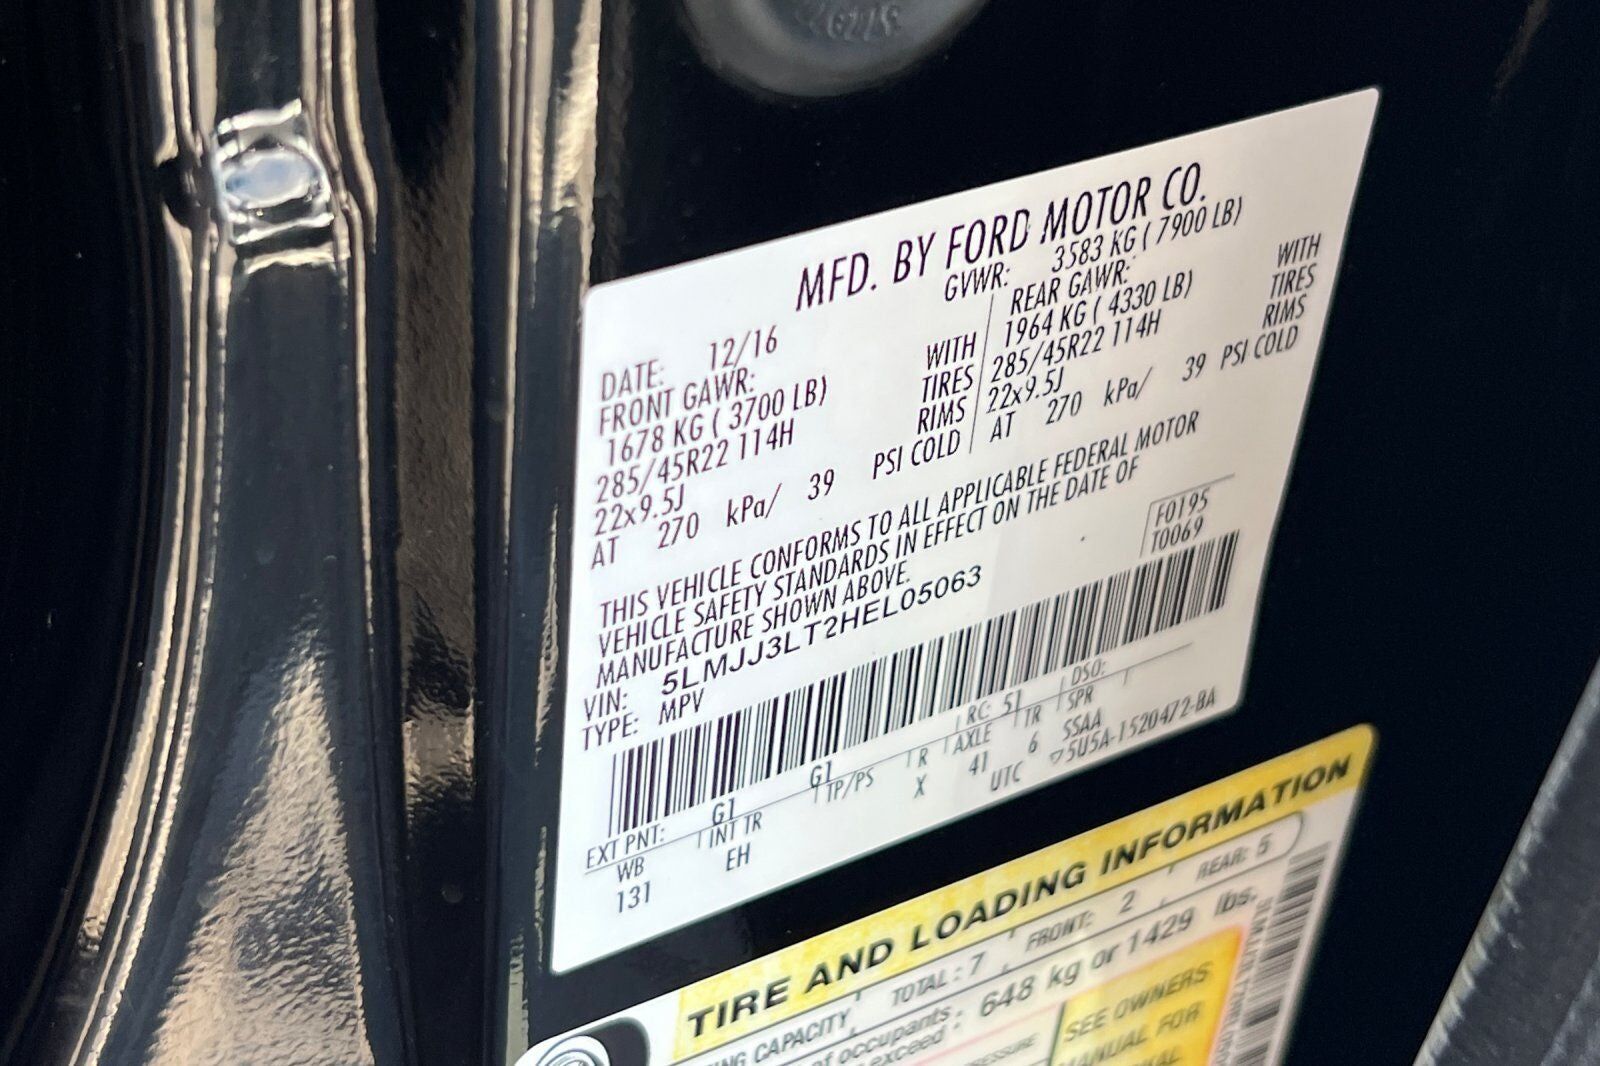 MFD. BY FORD MOTOR CO.
DATE: 12/16 GVWR: 3583 KG ( 7900 LB)
FRONT GAWR: REAR GAWR:
1678 KG ( 3700 LB) WITH 1964 KG ( 4330 LB) WITH
285/45R22 114H TIRES 285/45R22 114H TIRES
22x9.5J RIMS 22x9.5J RIMS
AT 270 kPa/ 39 PSI COLD AT 270 kPa/ 39 PSI COLD
THIS VEHICLE CONFORMS TO ALL APPLICABLE FEDERAL MOTOR
VEHICLE SAFETY STANDARDS IN EFFECT ON THE DATE OF
MANUFACTURE SHOWN ABOVE.
F0195
T0069
VIN: 5LMJJ3LT2HEL05063
TYPE: MPV
EXT PNT: G1 G1 RC: 51 DSO:
WB INT TR TP/PS R AXLE TR SPR
131 EH X 41 6 SSAA
UTC ▽5U5A-1520472-BA
TIRE AND LOADING INFORMATION
CAPACITY, TOTAL: 7, FRONT: 2, REAR: 5
of occupants
exceed 648 kg or 1429 lbs.
SEE OWNERS
MANUAL FOR